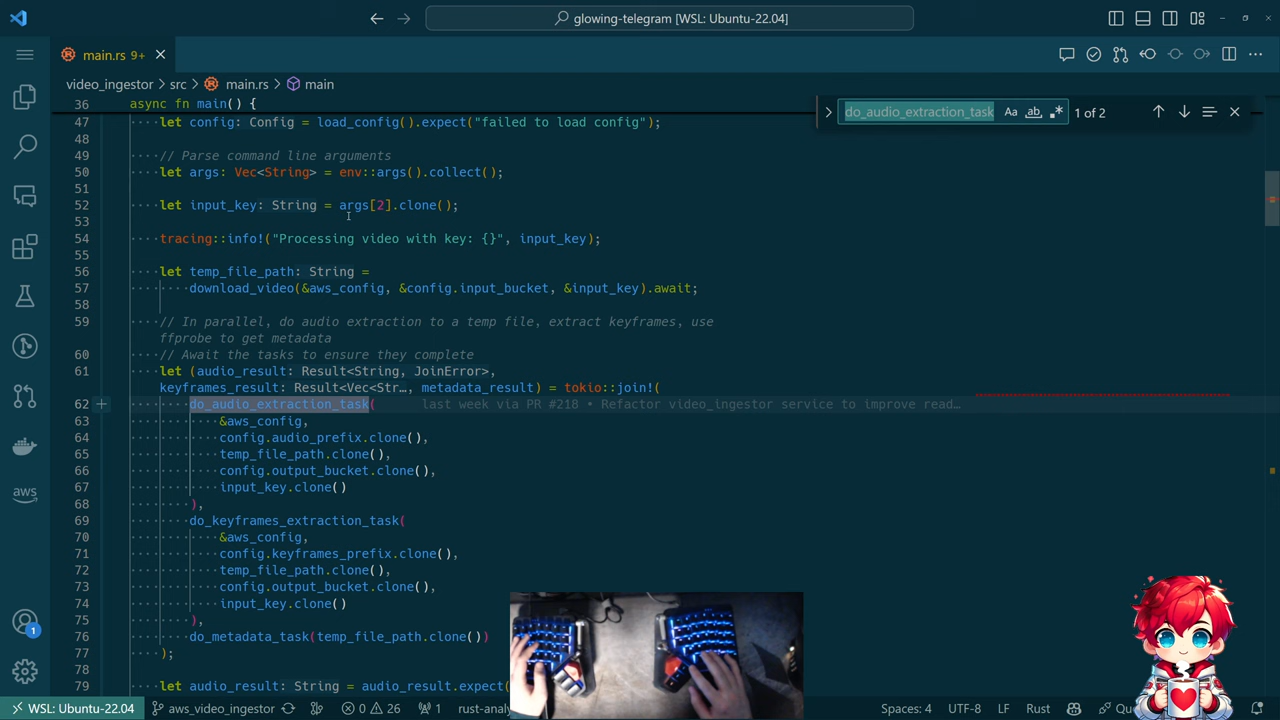 glowing-telegram [WSL: Ubuntu-22.04]
main.rs 9+
video_ingestor > src > main.rs > main
36 async fn main() {
do_audio_extraction_task Aa ab .* 1 of 2
47 let config: Config = load_config().expect("failed to load config");
48
49 // Parse command line arguments
50 let args: Vec<String> = env::args().collect();
51
52 let input_key: String = args[2].clone();
53
54 tracing::info!("Processing video with key: {}", input_key);
55
56 let temp_file_path: String =
57 download_video(&aws_config, &config.input_bucket, &input_key).await;
58
59 // In parallel, do audio extraction to a temp file, extract keyframes, use
ffprobe to get metadata
60 // Await the tasks to ensure they complete
61 let (audio_result: Result<String, JoinError>,
keyframes_result: Result<Vec<Str…, metadata_result) = tokio::join!(
62 do_audio_extraction_task( last week via PR #218 • Refactor video_ingestor service to improve read…
63 &aws_config,
64 config.audio_prefix.clone(),
65 temp_file_path.clone(),
66 config.output_bucket.clone(),
67 input_key.clone()
68 ),
69 do_keyframes_extraction_task(
70 &aws_config,
71 config.keyframes_prefix.clone(),
72 temp_file_path.clone(),
73 config.output_bucket.clone(),
74 input_key.clone()
75 ),
76 do_metadata_task(temp_file_path.clone())
77 );
78
79 let audio_result: String = audio_result.expect(
aws
1
WSL: Ubuntu-22.04 aws_video_ingestor 0 26 1 rust-analy Spaces: 4 UTF-8 LF Rust